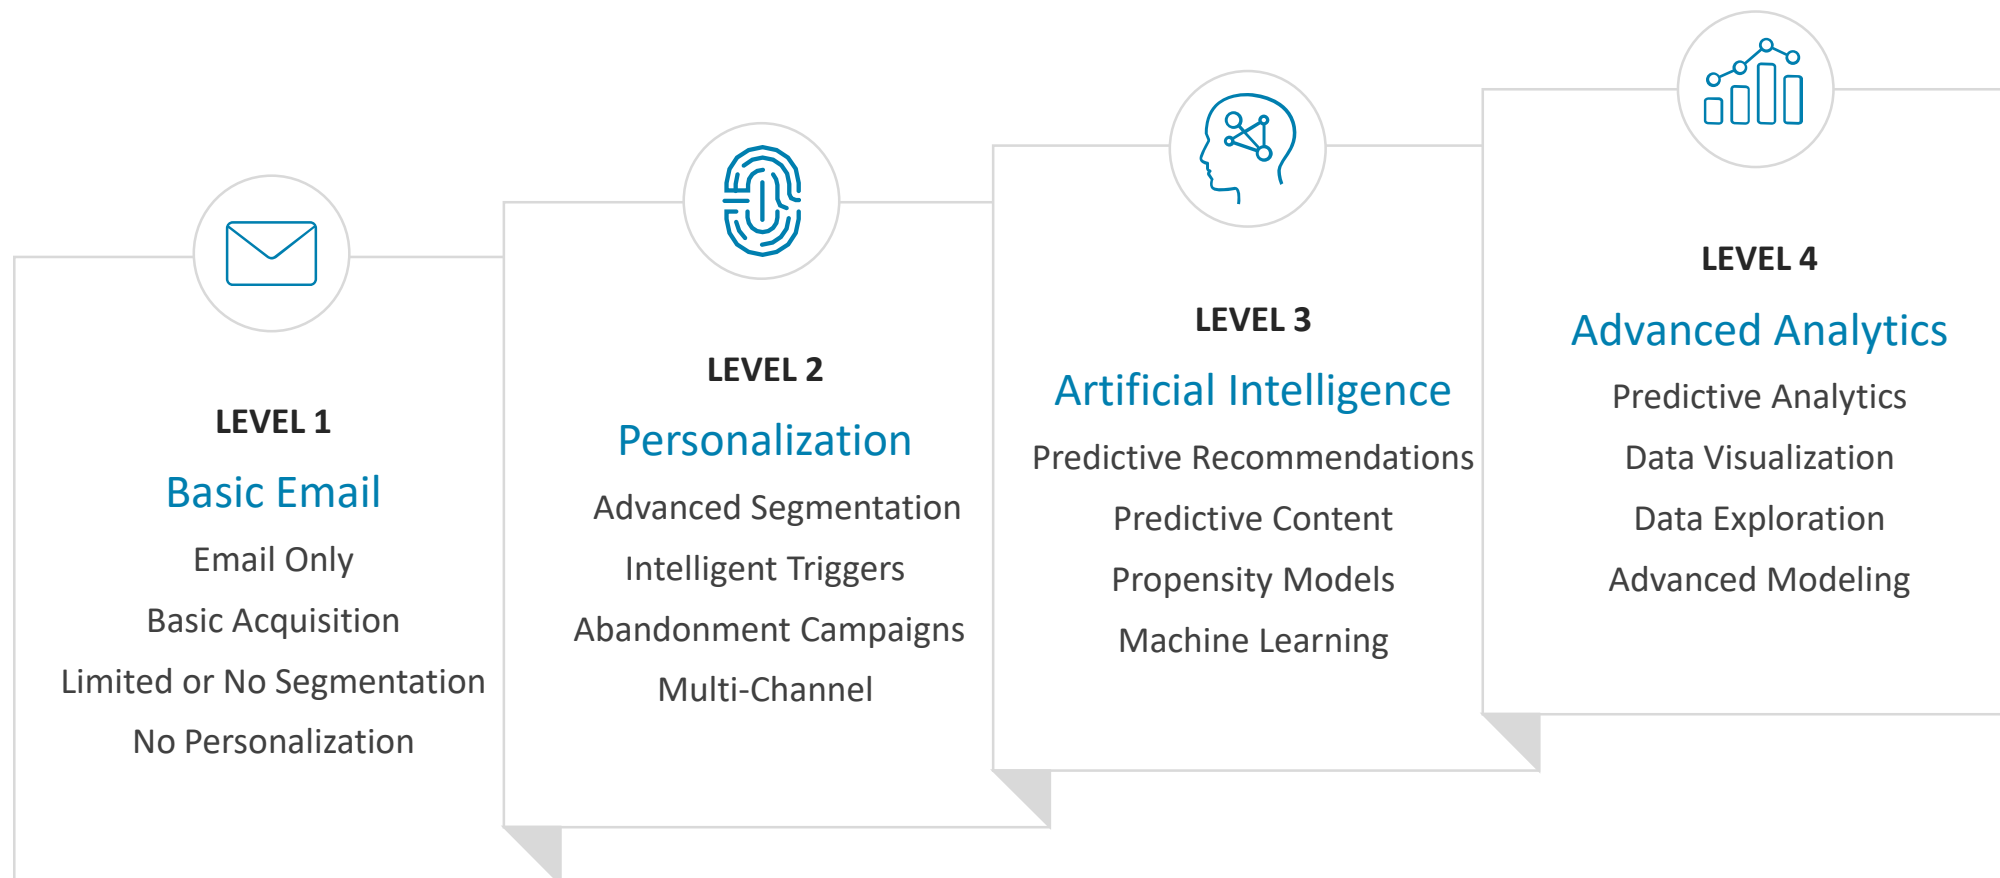 LEVEL 1
Basic Email
Email Only
Basic Acquisition
Limited or No Segmentation
No Personalization
LEVEL 2
Personalization
Advanced Segmentation
Intelligent Triggers
Abandonment Campaigns
Multi-Channel
LEVEL 3
Artificial Intelligence
Predictive Recommendations
Predictive Content
Propensity Models
Machine Learning
LEVEL 4
Advanced Analytics
Predictive Analytics
Data Visualization
Data Exploration
Advanced Modeling